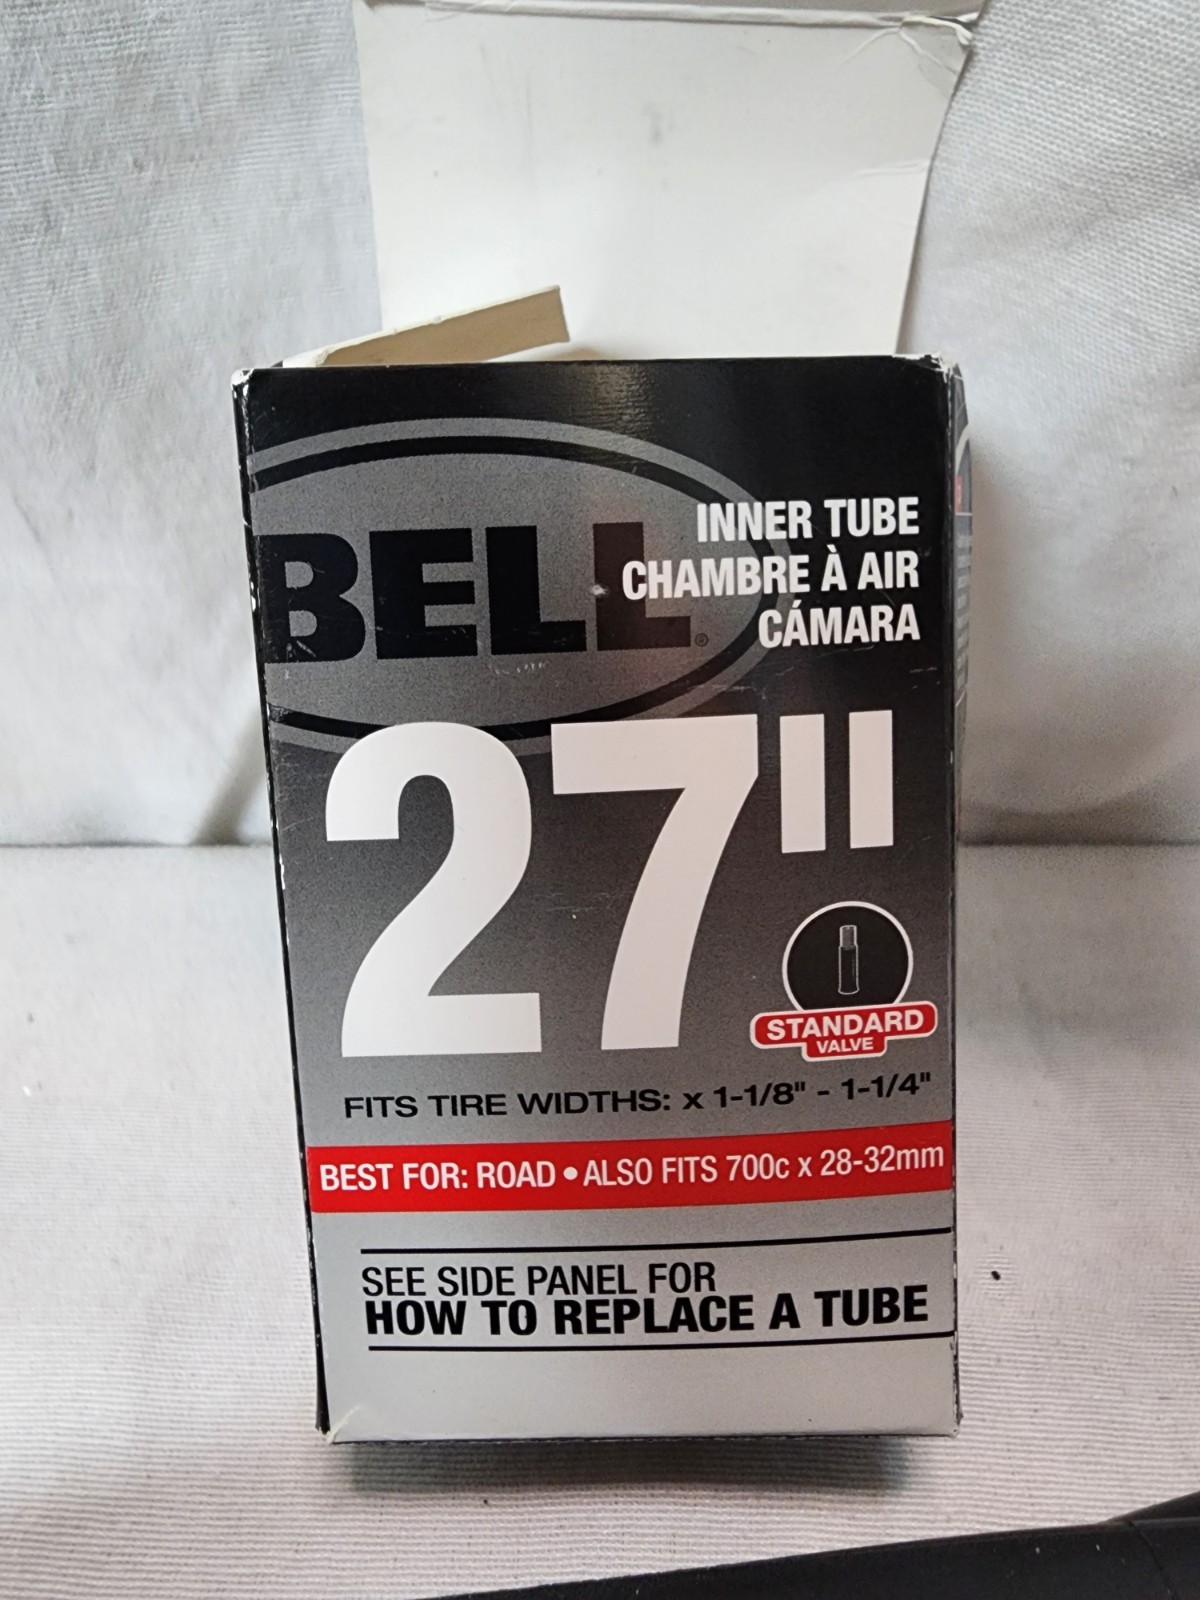 BELL®
INNER TUBE
CHAMBRE À AIR
CÁMARA
27"
STANDARD
VALVE
FITS TIRE WIDTHS: x 1-1/8" - 1-1/4"
BEST FOR: ROAD • ALSO FITS 700c x 28-32mm
SEE SIDE PANEL FOR
HOW TO REPLACE A TUBE